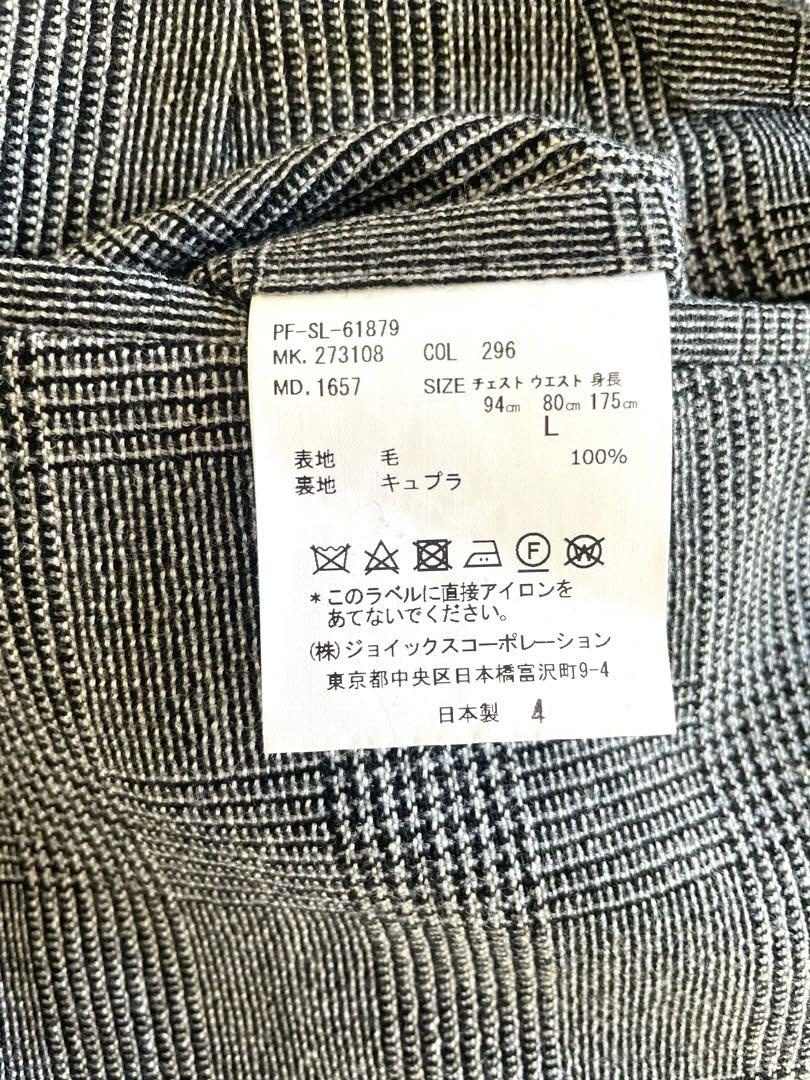 PF-SL-61879
MK. 273108 COL 296
MD. 1657 SIZE チェスト ウエスト 身長
94㎝ 80㎝ 175㎝
L
表地 毛 100%
裏地 キュプラ
F W
*このラベルに直接アイロンを
あてないでください。
(株)ジョイックスコーポレーション
東京都中央区日本橋富沢町9-4
日本製 4